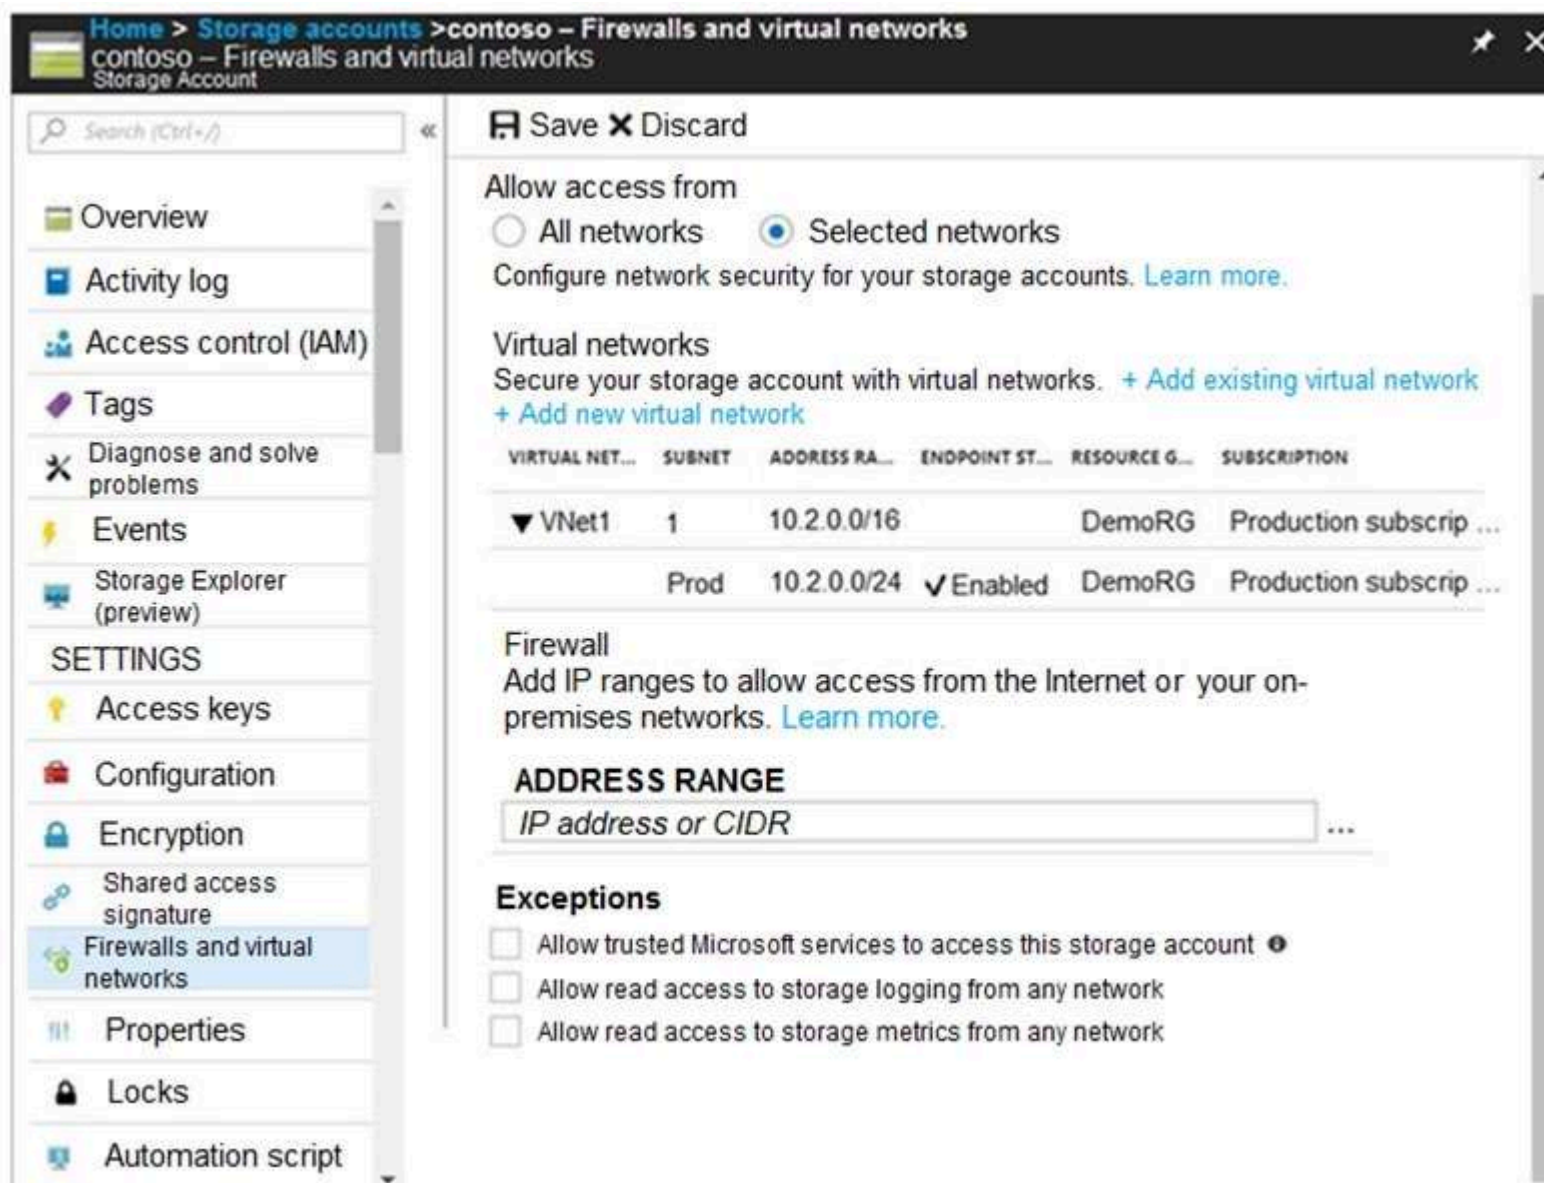 Home > Storage accounts >contoso – Firewalls and virtual networks
contoso – Firewalls and virtual networks
Storage Account
Search (Ctrl+/)
«
Overview
Activity log
Access control (IAM)
Tags
Diagnose and solve
problems
Events
Storage Explorer
(preview)
SETTINGS
Access keys
Configuration
Encryption
Shared access
signature
Firewalls and virtual
networks
Properties
Locks
Automation script
Save Discard
Allow access from
All networks Selected networks
Configure network security for your storage accounts. Learn more.
Virtual networks
Secure your storage account with virtual networks. + Add existing virtual network
+ Add new virtual network
VIRTUAL NET... SUBNET ADDRESS RA... ENDPOINT ST... RESOURCE G... SUBSCRIPTION
VNet1 1 10.2.0.0/16 DemoRG Production subscrip ...
Prod 10.2.0.0/24 Enabled DemoRG Production subscrip ...
Firewall
Add IP ranges to allow access from the Internet or your on-
premises networks. Learn more.
ADDRESS RANGE
IP address or CIDR
...
Exceptions
Allow trusted Microsoft services to access this storage account
Allow read access to storage logging from any network
Allow read access to storage metrics from any network